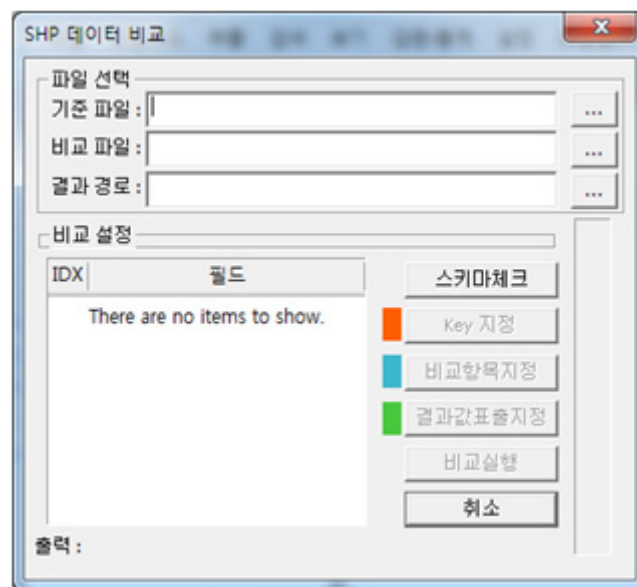 SHP 데이터 비교
파일 선택
기준 파일 :
...
비교 파일 :
...
결과 경로 :
...
비교 설정
IDX 필드
There are no items to show.
스키마체크
Key 지정
비교항목지정
결과값표출지정
비교실행
취소
출력 :